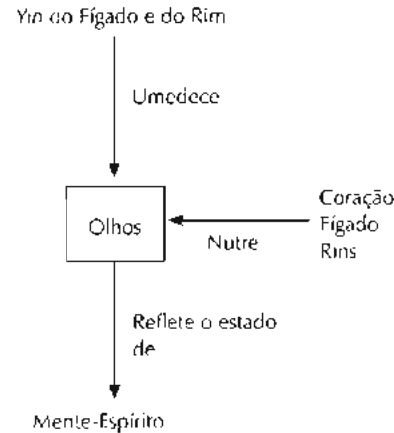 Yin do Fígado e do Rim
Umedece
Olhos
Nutre
Coração
Fígado
Rins
Reflete o estado
de
Mente-Espírito